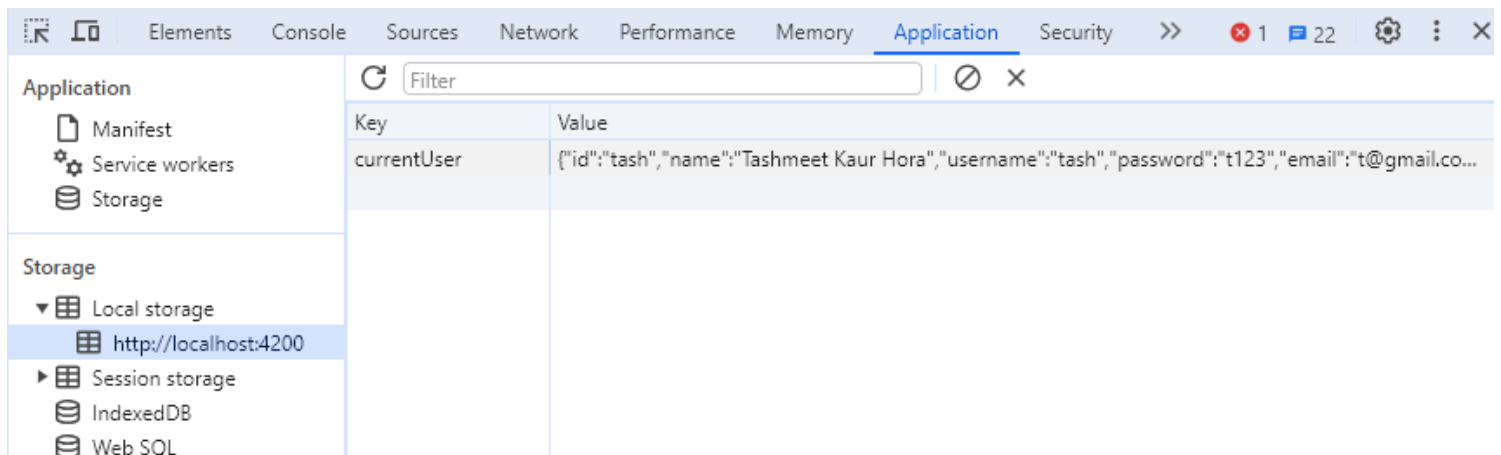 Elements Console Sources Network Performance Memory Application Security >> 1 22
Application
Manifest
Service workers
Storage
Storage
Local storage
http://localhost:4200
Session storage
IndexedDB
Web SQL
Filter
Key Value
currentUser {"id":"tash","name":"Tashmeet Kaur Hora","username":"tash","password":"t123","email":"t@gmail.co...